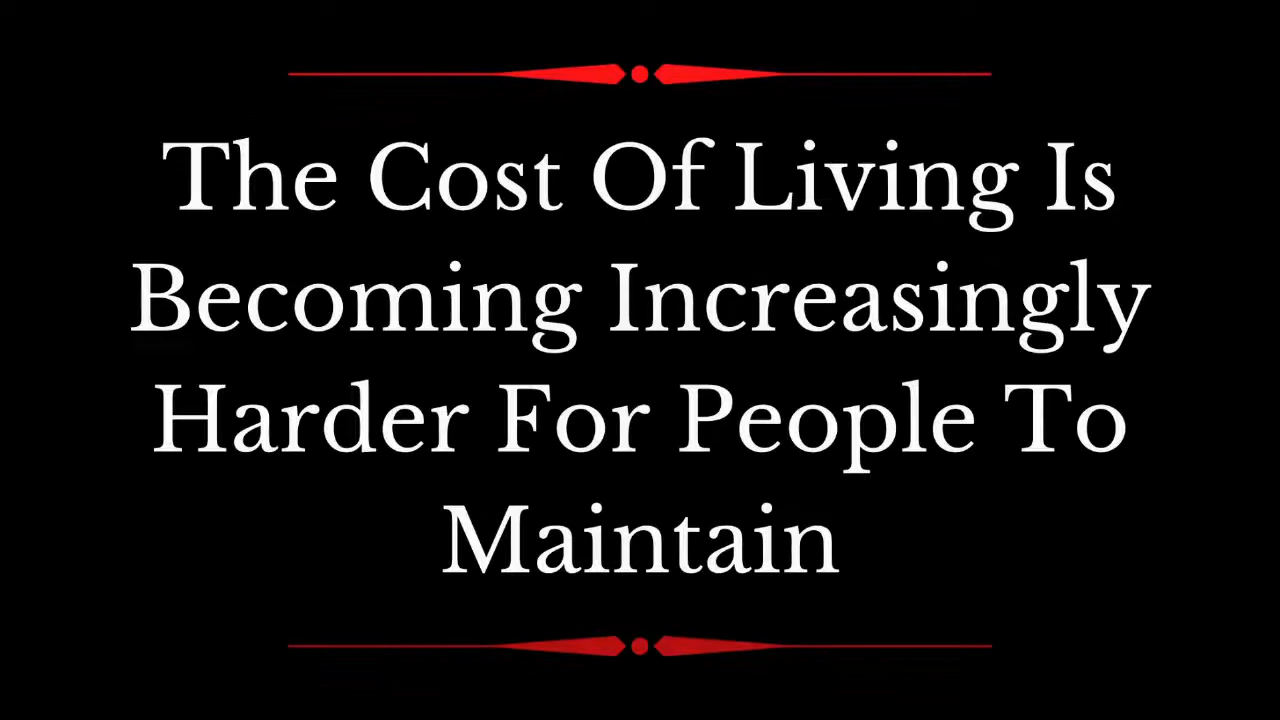 The Cost Of Living Is
Becoming Increasingly
Harder For People To
Maintain